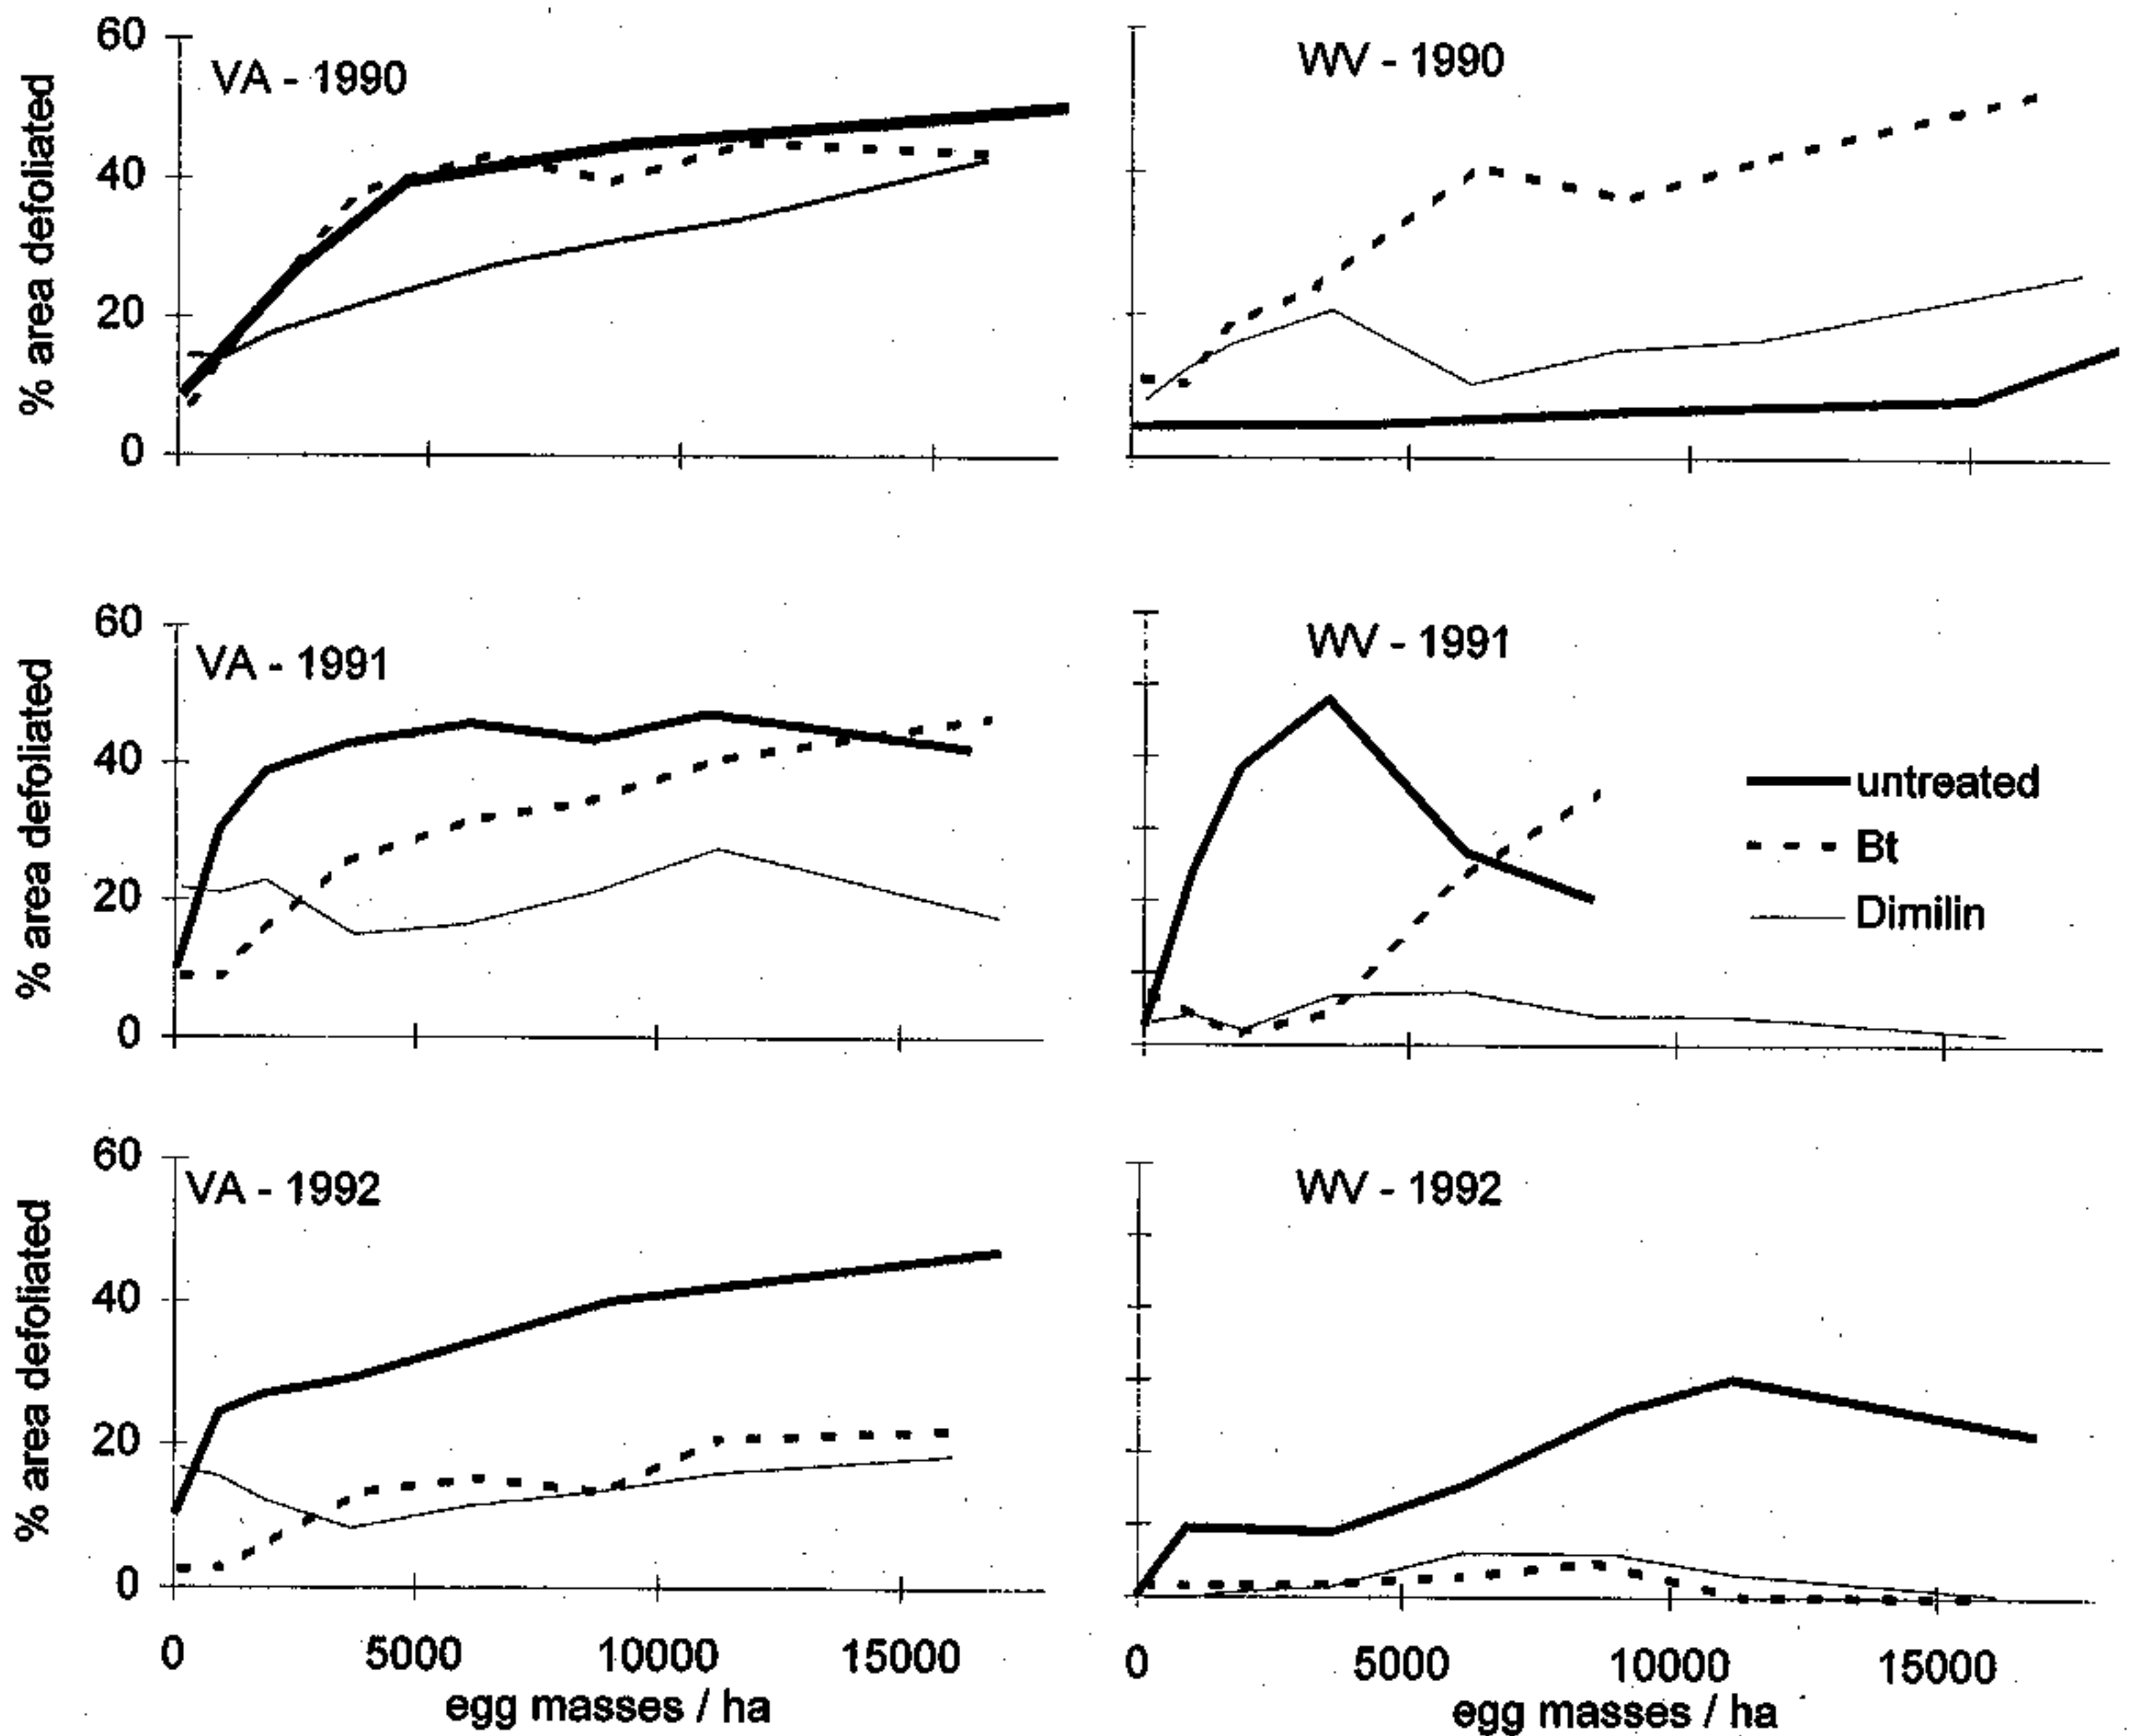 VA - 1990
% area defoliated
60
40
20
0
WV - 1990
VA - 1991
% area defoliated
60
40
20
0
WV - 1991
untreated
Bt
Dimilin
VA - 1992
% area defoliated
60
40
20
0
0 5000 10000 15000
egg masses / ha
WV - 1992
0 5000 10000 15000
egg masses / ha